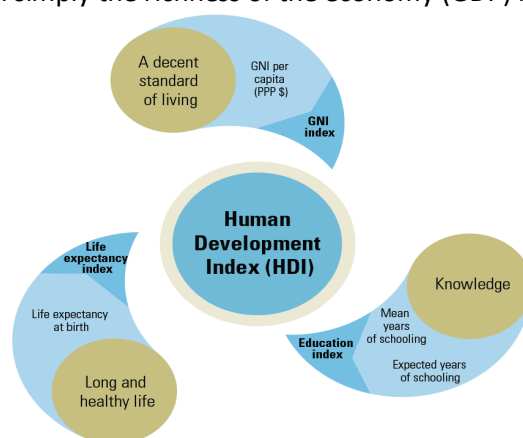 simply the richness of the economy (GDP)
A decent
standard
of living
GNI per
capita
(PPP $)
GNI
index
Human
Development
Index (HDI)
Life
expectancy
index
Life expectancy
at birth
Long and
healthy life
Knowledge
Mean
years
of schooling
Expected years
of schooling
Education
index